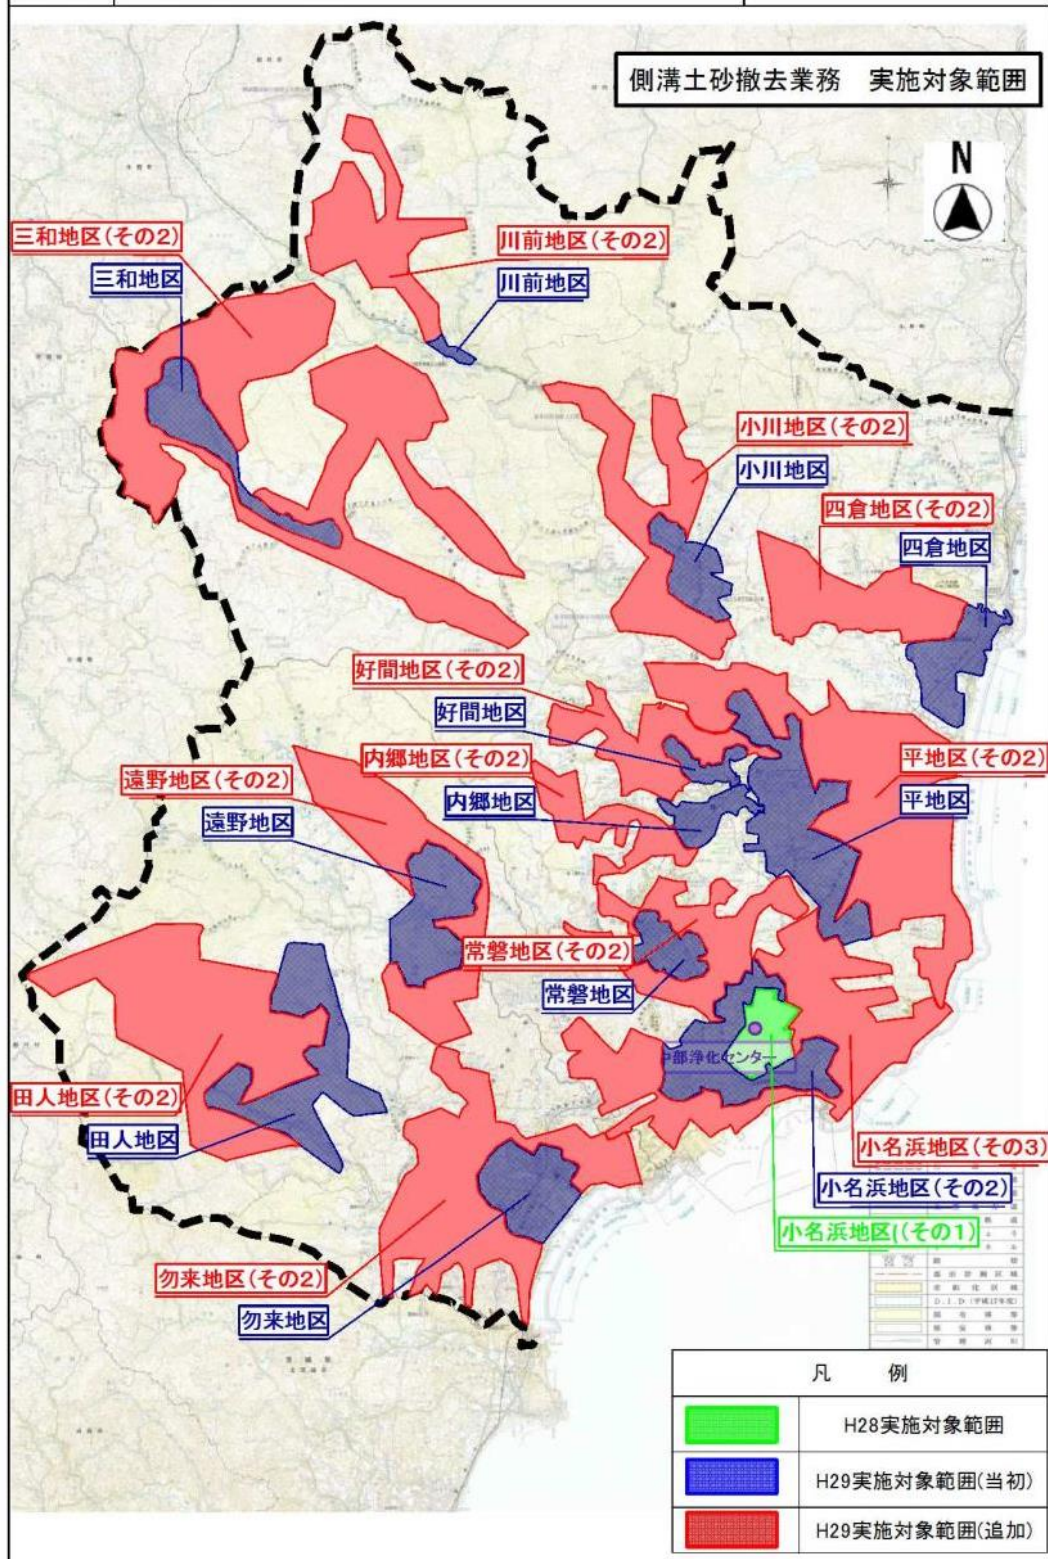 側溝土砂撤去業務　実施対象範囲
N
三和地区(その2)
川前地区(その2)
三和地区
川前地区
小川地区(その2)
小川地区
四倉地区(その2)
四倉地区
好間地区(その2)
好間地区
内郷地区(その2)
平地区(その2)
遠野地区(その2)
内郷地区
平地区
遠野地区
常磐地区(その2)
常磐地区
中部浄化センター
田人地区(その2)
田人地区
小名浜地区(その3)
小名浜地区(その2)
小名浜地区((その1)
勿来地区(その2)
勿来地区
凡　例
H28実施対象範囲
H29実施対象範囲(当初)
H29実施対象範囲(追加)